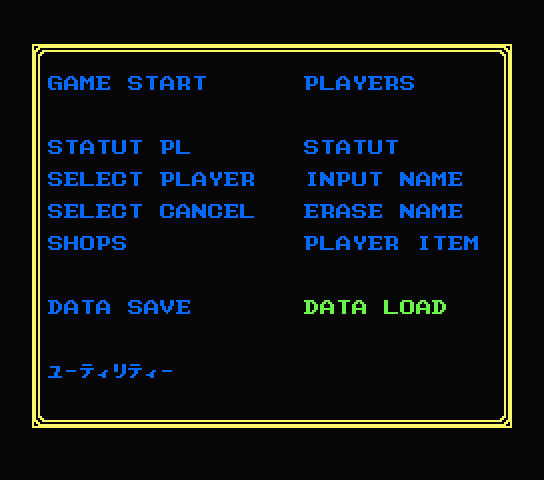 GAME START PLAYERS
STATUT PL STATUT
SELECT PLAYER INPUT NAME
SELECT CANCEL ERASE NAME
SHOPS PLAYER ITEM
DATA SAVE DATA LOAD
ユーティリティー